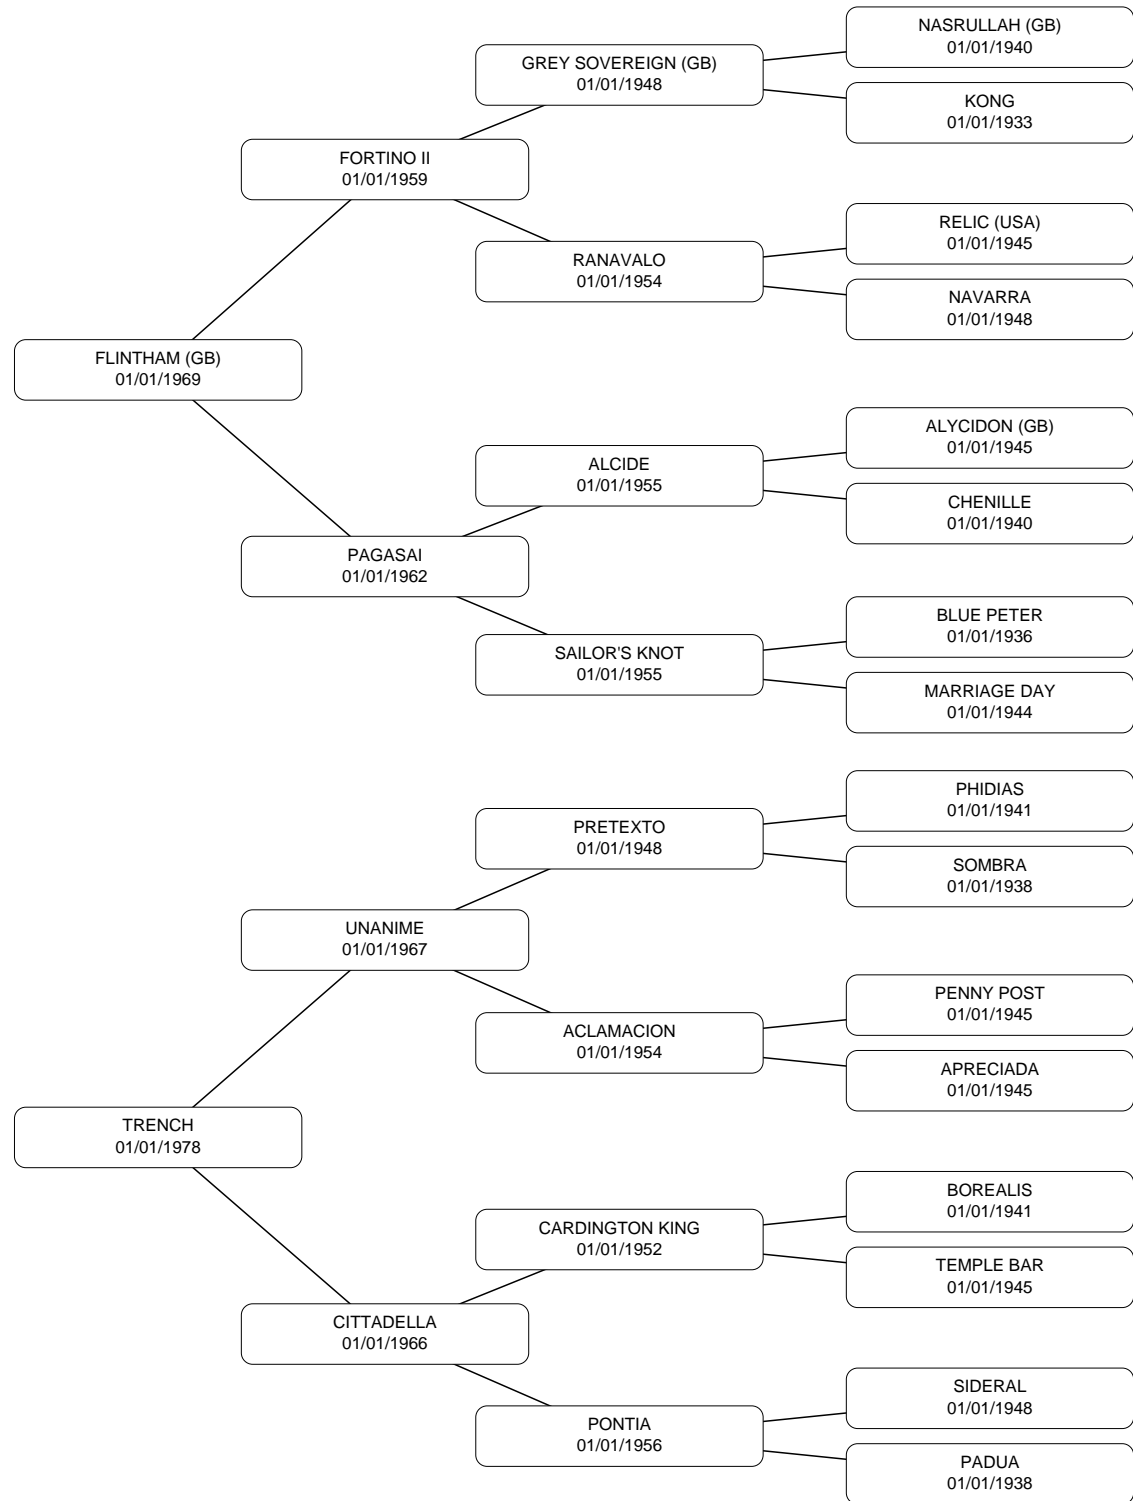 NASRULLAH (GB)
01/01/1940
GREY SOVEREIGN (GB)
01/01/1948
KONG
01/01/1933
FORTINO II
01/01/1959
RELIC (USA)
01/01/1945
RANAVALO
01/01/1954
NAVARRA
01/01/1948
FLINTHAM (GB)
01/01/1969
ALYCIDON (GB)
01/01/1945
ALCIDE
01/01/1955
CHENILLE
01/01/1940
PAGASAI
01/01/1962
BLUE PETER
01/01/1936
SAILOR'S KNOT
01/01/1955
MARRIAGE DAY
01/01/1944
PHIDIAS
01/01/1941
PRETEXTO
01/01/1948
SOMBRA
01/01/1938
UNANIME
01/01/1967
PENNY POST
01/01/1945
ACLAMACION
01/01/1954
APRECIADA
01/01/1945
TRENCH
01/01/1978
BOREALIS
01/01/1941
CARDINGTON KING
01/01/1952
TEMPLE BAR
01/01/1945
CITTADELLA
01/01/1966
SIDERAL
01/01/1948
PONTIA
01/01/1956
PADUA
01/01/1938